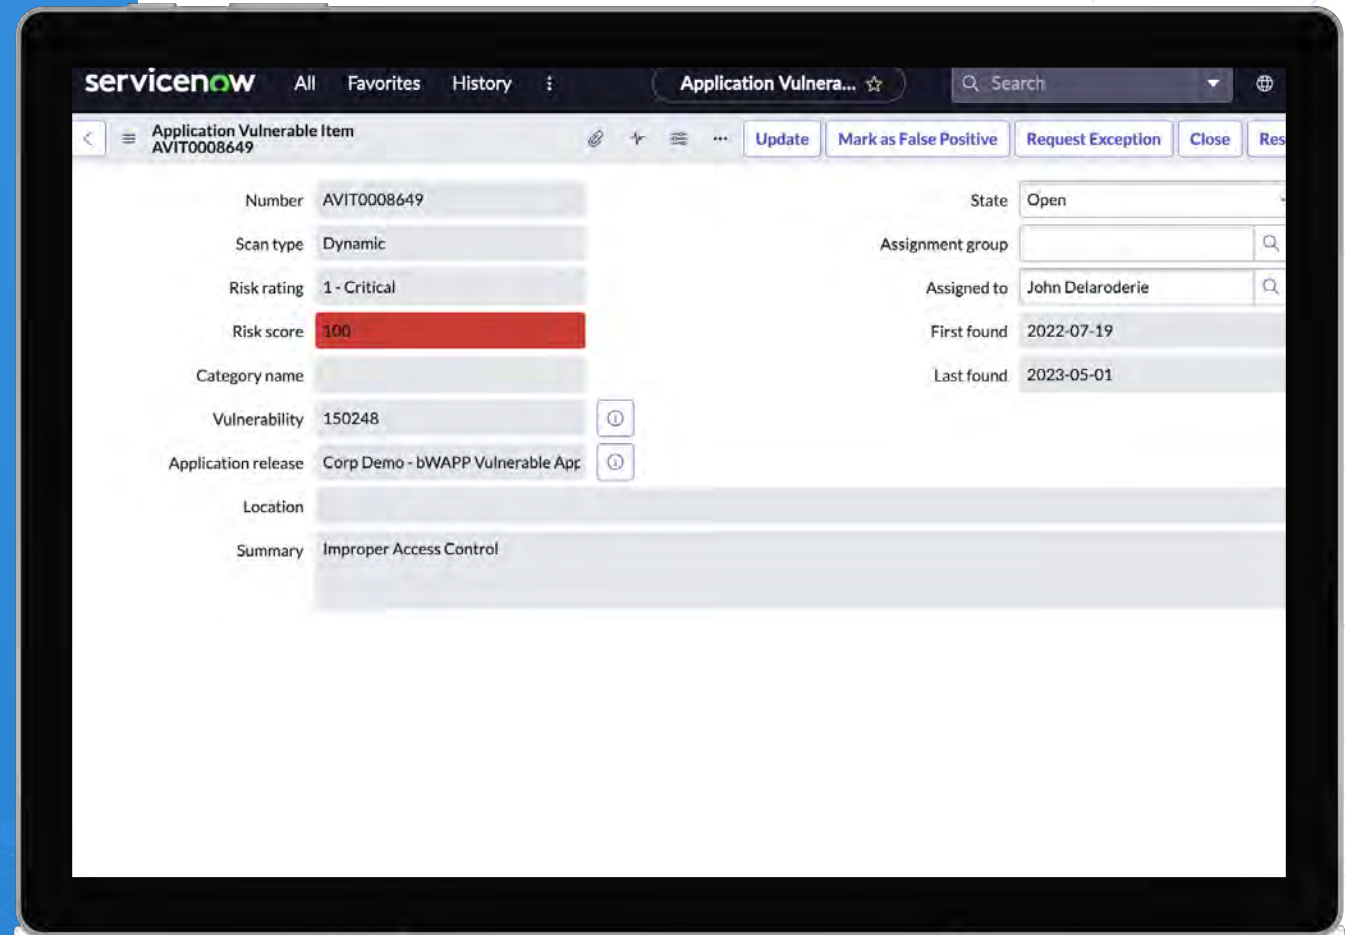 servicenow All Favorites History Application Vulnera... Search
Application Vulnerable Item
AVIT0008649
Update Mark as False Positive Request Exception Close Res
Number AVIT0008649 State Open
Scan type Dynamic Assignment group
Risk rating 1 - Critical Assigned to John Delaroderie
Risk score 100 First found 2022-07-19
Category name Last found 2023-05-01
Vulnerability 150248
Application release Corp Demo - bWAPP Vulnerable App
Location
Summary Improper Access Control